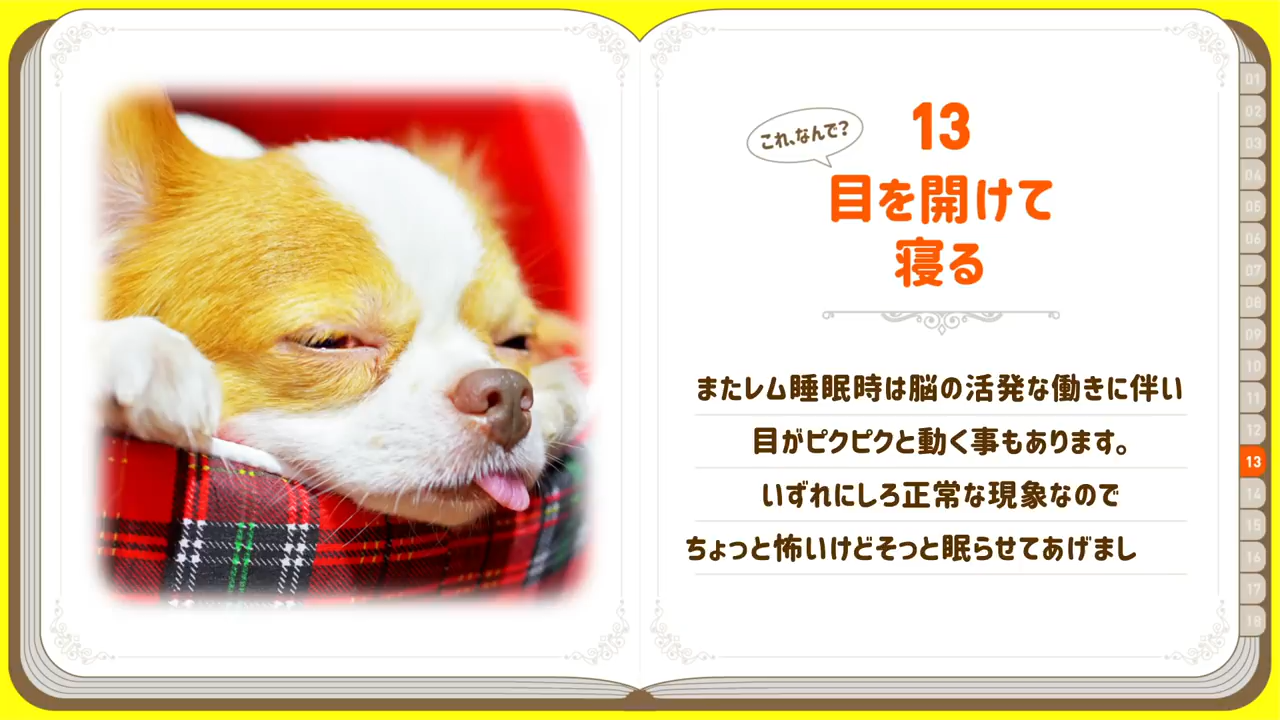 これ、なんで?
13
目を開けて
寝る
またレム睡眠時は脳の活発な働きに伴い
目がピクピクと動く事もあります。
いずれにしろ正常な現象なので
ちょっと怖いけどそっと眠らせてあげまし
01
02
03
04
05
06
07
08
09
10
11
12
13
14
15
16
17
18